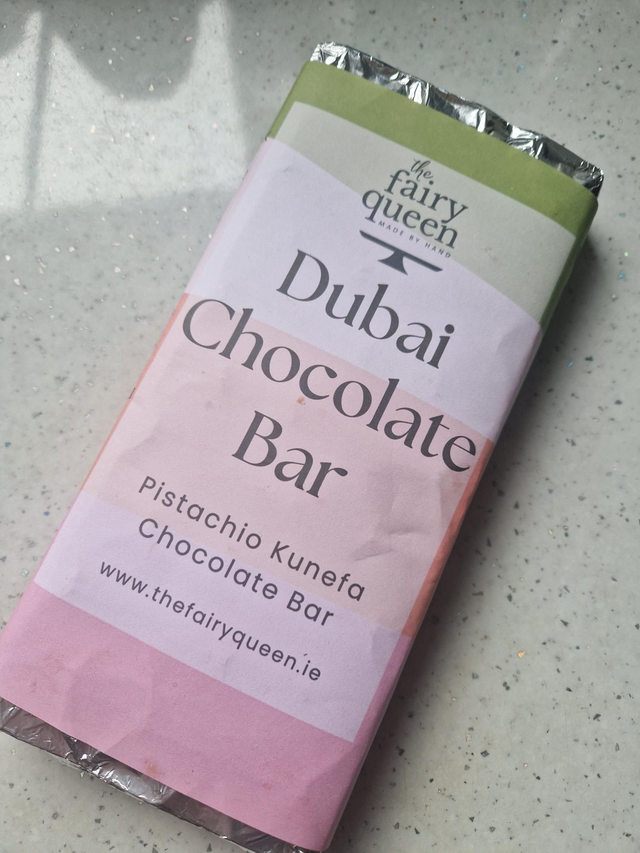 the
fairy
queen
MADE BY HAND
Dubai
Chocolate
Bar
Pistachio Kunefa
Chocolate Bar
www.thefairyqueen.ie